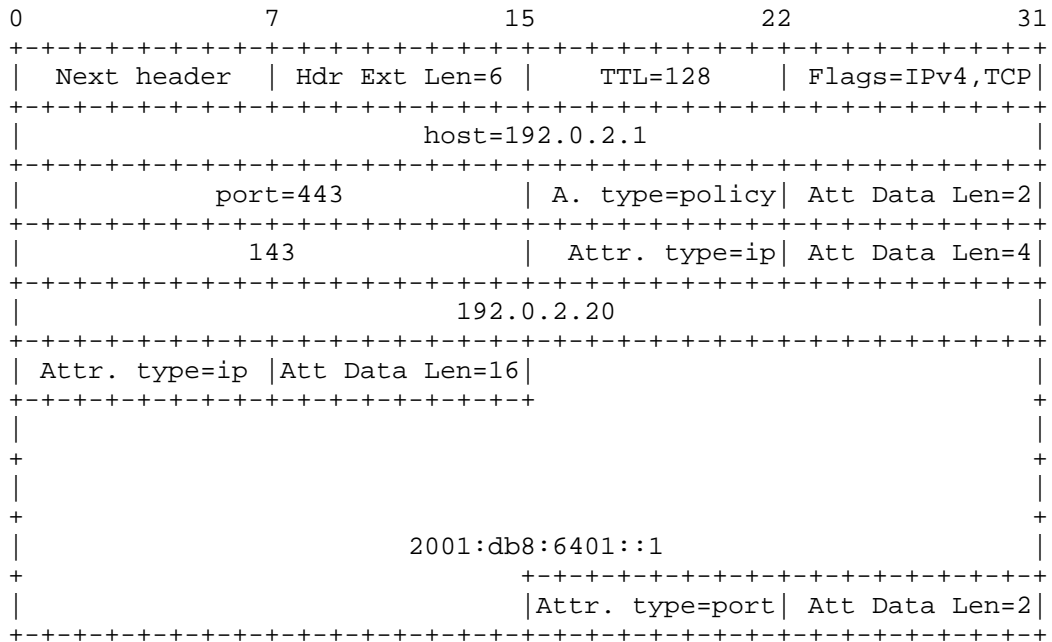 0 7 15 22 31
+-+-+-+-+-+-+-+-+-+-+-+-+-+-+-+-+-+-+-+-+-+-+-+-+-+-+-+-+-+-+-+-+
| Next header | Hdr Ext Len=6 | TTL=128 | Flags=IPv4,TCP|
+-+-+-+-+-+-+-+-+-+-+-+-+-+-+-+-+-+-+-+-+-+-+-+-+-+-+-+-+-+-+-+-+
| host=192.0.2.1 |
+-+-+-+-+-+-+-+-+-+-+-+-+-+-+-+-+-+-+-+-+-+-+-+-+-+-+-+-+-+-+-+-+
| port=443 | A. type=policy| Att Data Len=2|
+-+-+-+-+-+-+-+-+-+-+-+-+-+-+-+-+-+-+-+-+-+-+-+-+-+-+-+-+-+-+-+-+
| 143 | Attr. type=ip| Att Data Len=4|
+-+-+-+-+-+-+-+-+-+-+-+-+-+-+-+-+-+-+-+-+-+-+-+-+-+-+-+-+-+-+-+-+
| 192.0.2.20 |
+-+-+-+-+-+-+-+-+-+-+-+-+-+-+-+-+-+-+-+-+-+-+-+-+-+-+-+-+-+-+-+-+
| Attr. type=ip |Att Data Len=16| |
+-+-+-+-+-+-+-+-+-+-+-+-+-+-+-+-+ +
| |
+ +
| |
+ +
| 2001:db8:6401::1 |
+ +-+-+-+-+-+-+-+-+-+-+-+-+-+-+-+-+
| |Attr. type=port| Att Data Len=2|
+-+-+-+-+-+-+-+-+-+-+-+-+-+-+-+-+-+-+-+-+-+-+-+-+-+-+-+-+-+-+-+-+